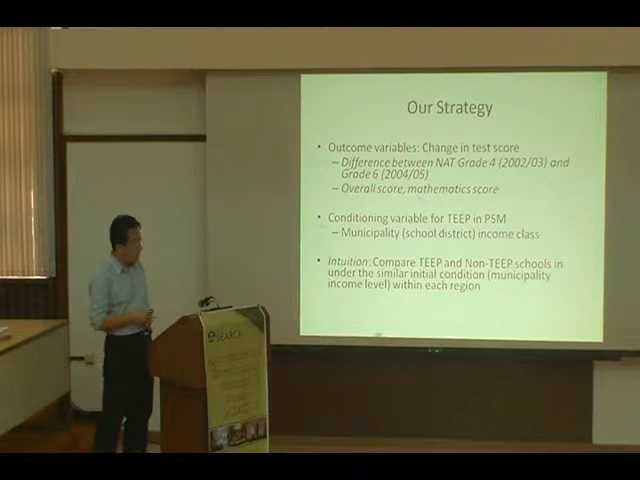 Our Strategy
• Outcome variables: Change in test score
– Difference between NAT Grade 4 (2002/03) and
Grade 6 (2004/05)
– Overall score, mathematics score
• Conditioning variable for TEEP in PSM
– Municipality (school district) income class
• Intuition: Compare TEEP and Non-TEEP schools in
under the similar initial condition (municipality
income level) within each region